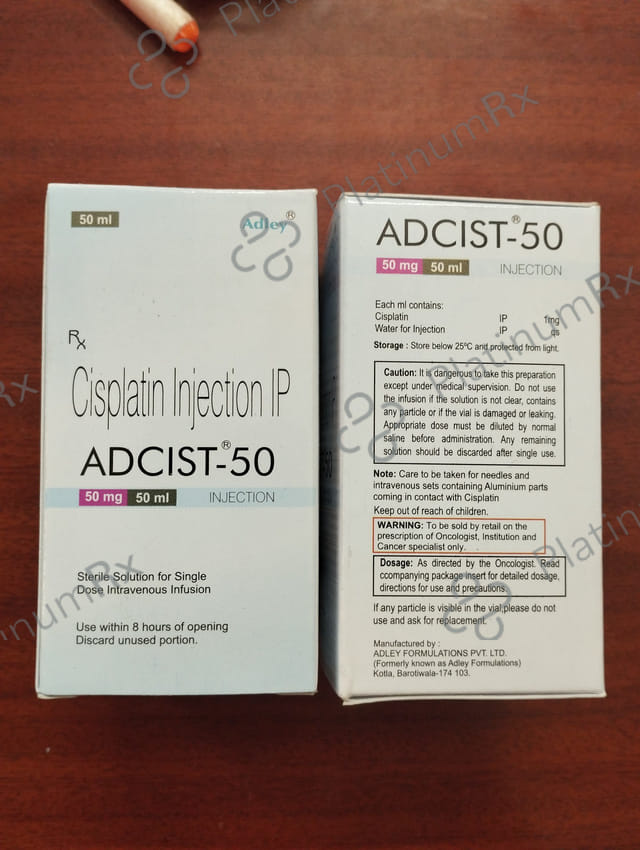 50 ml
Adley®
Rx
Cisplatin Injection IP
ADCIST®-50
50 mg 50 ml INJECTION
Sterile Solution for Single
Dose Intravenous Infusion
Use within 8 hours of opening
Discard unused portion.
ADCIST®-50
50 mg 50 ml INJECTION
Each ml contains:
Cisplatin IP 1mg
Water for Injection IP qs
Storage : Store below 25°C and protected from light.
Caution: It is dangerous to take this preparation
except under medical supervision. Do not use
the infusion if the solution is not clear, contains
any particle or if the vial is damaged or leaking.
Appropriate dose must be diluted by normal
saline before administration. Any remaining
solution should be discarded after single use.
Note: Care to be taken for needles and
intravenous sets containing Aluminium parts
coming in contact with Cisplatin
Keep out of reach of children.
WARNING: To be sold by retail on the
prescription of Oncologist, Institution and
Cancer specialist only.
Dosage: As directed by the Oncologist. Read
ccompanying package insert for detailed dosage,
directions for use and precautions.
If any particle is visible in the vial,please do not
use and ask for replacement.
Manufactured by :
ADLEY FORMULATIONS PVT. LTD.
(Formerly known as Adley Formulations)
Kotla, Barotiwala-174 103.
PlatinumRx
PlatinumRx
PlatinumRx
PlatinumRx
Rx